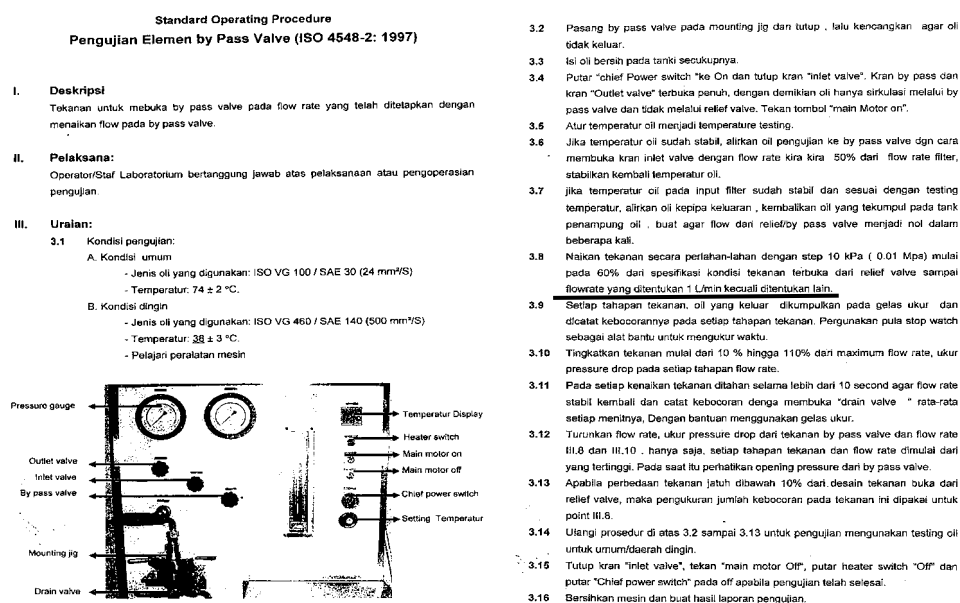 Standard Operating Procedure
Pengujian Elemen by Pass Valve (ISO 4548-2: 1997)
I. Deskripsi
Tekanan untuk mebuka by pass valve pada flow rate yang telah ditetapkan dengan
menaikan flow pada by pass valve.
II. Pelaksana:
Operator/Staf Laboratorium bertanggung jawab atas pelaksanaan atau pengoperasian
pengujian.
III. Uraian:
3.1 Kondisi pengujian:
A. Kondisi umum
- Jenis oli yang digunakan: ISO VG 100 / SAE 30 (24 mm²/S)
- Temperatur: 74 ± 2 °C.
B. Kondisi dingin
- Jenis oli yang digunakan: ISO VG 460 / SAE 140 (500 mm²/S)
- Temperatur: 38 ± 3 °C.
- Pelajari peralatan mesin
Pressure gauge
Outlet valve
Inlet valve
By pass valve
Mounting jig
Drain valve
Temperatur Display
Heater switch
Main motor on
Main motor off
Chief power switch
Setting Temperatur
3.2 Pasang by pass valve pada mounting jig dan tutup , lalu kencangkan agar oli
tidak keluar.
3.3 Isi oli bersih pada tanki secukupnya.
3.4 Putar "chief Power switch "ke On dan tutup kran "inlet valve". Kran by pass dan
kran "Outlet valve" terbuka penuh, dengan demikian oli hanya sirkulasi melalui by
pass valve dan tidak melalui relief valve. Tekan tombol "main Motor on".
3.5 Atur temperatur oil menjadi temperature testing.
3.6 Jika temperatur oil sudah stabil, alirkan oil pengujian ke by pass valve dgn cara
membuka kran inlet valve dengan flow rate kira kira 50% dari flow rate filter,
stabilkan kembali temperatur oli.
3.7 jika temperatur oil pada input filter sudah stabil dan sesuai dengan testing
temperatur, alirkan oli kepipa keluaran , kembalikan oil yang tekumpul pada tank
penampung oil , buat agar flow dari relief/by pass valve menjadi nol dalam
beberapa kali.
3.8 Naikan tekanan secara perlahan-lahan dengan step 10 kPa ( 0.01 Mpa) mulai
pada 60% dari spesifikasi kondisi tekanan terbuka dari relief valve sampai
flowrate yang ditentukan 1 L/min kecuali ditentukan lain.
3.9 Setiap tahapan tekanan, oil yang keluar dikumpulkan pada gelas ukur dan
dicatat kebocorannya pada setiap tahapan tekanan. Pergunakan pula stop watch
sebagai alat bantu untuk mengukur waktu.
3.10 Tingkatkan tekanan mulai dari 10 % hingga 110% dari maximum flow rate, ukur
pressure drop pada setiap tahapan flow rate.
3.11 Pada setiap kenaikan tekanan ditahan selama lebih dari 10 second agar flow rate
stabil kembali dan catat kebocoran denga membuka "drain valve " rate-rata
setiap menitnya, Dengan bantuan menggunakan gelas ukur.
3.12 Turunkan flow rate, ukur pressure drop dari tekanan by pass valve dan flow rate
III.8 dan III.10 . hanya saja, setiap tahapan tekanan dan flow rate dimulai dari
yang tertinggi. Pada saat itu perhatikan opening pressure dari by pass valve.
3.13 Apabila perbedaan tekanan jatuh dibawah 10% dari desain tekanan buka dari
relief valve, maka pengukuran jumlah kebocoran pada tekanan ini dipakai untuk
point III.8.
3.14 Ulangi prosedur di atas 3.2 sampai 3.13 untuk pengujian mengunakan testing oli
untuk umum/daerah dingin.
3.15 Tutup kran "inlet valve", tekan "main motor Off", putar heater switch "Off" dan
putar "Chief power switch" pada off apabila pengujian telah selesai.
3.16 Bersihkan mesin dan buat hasil laporan pengujian.